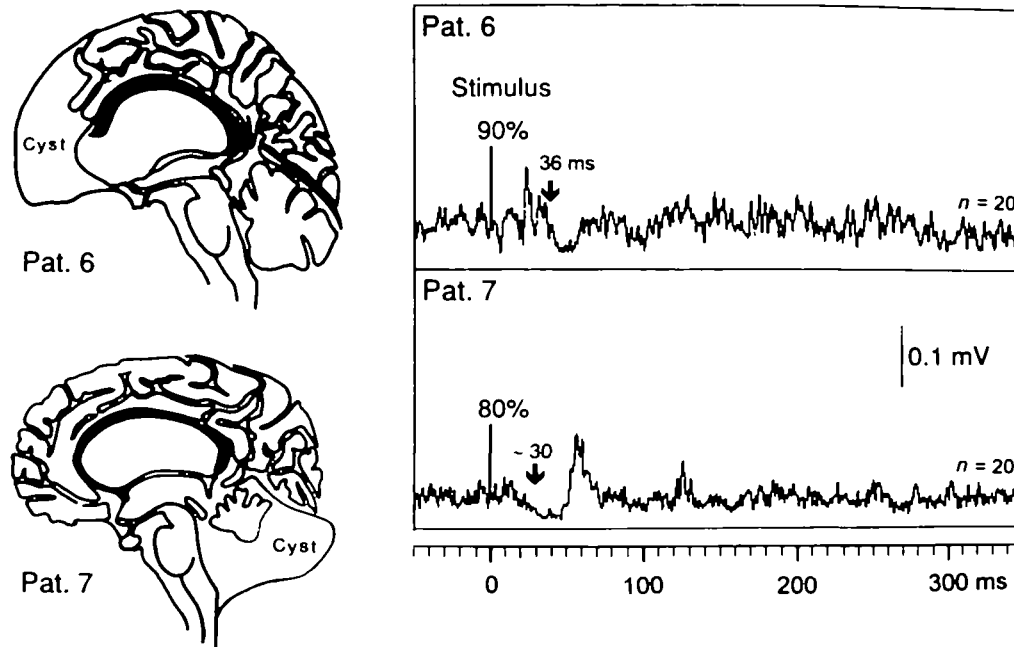 Cyst
Pat. 6
Cyst
Pat. 7
Pat. 6
Stimulus
90%
36 ms
n = 20
Pat. 7
0.1 mV
80%
~ 30
n = 20
0 100 200 300 ms